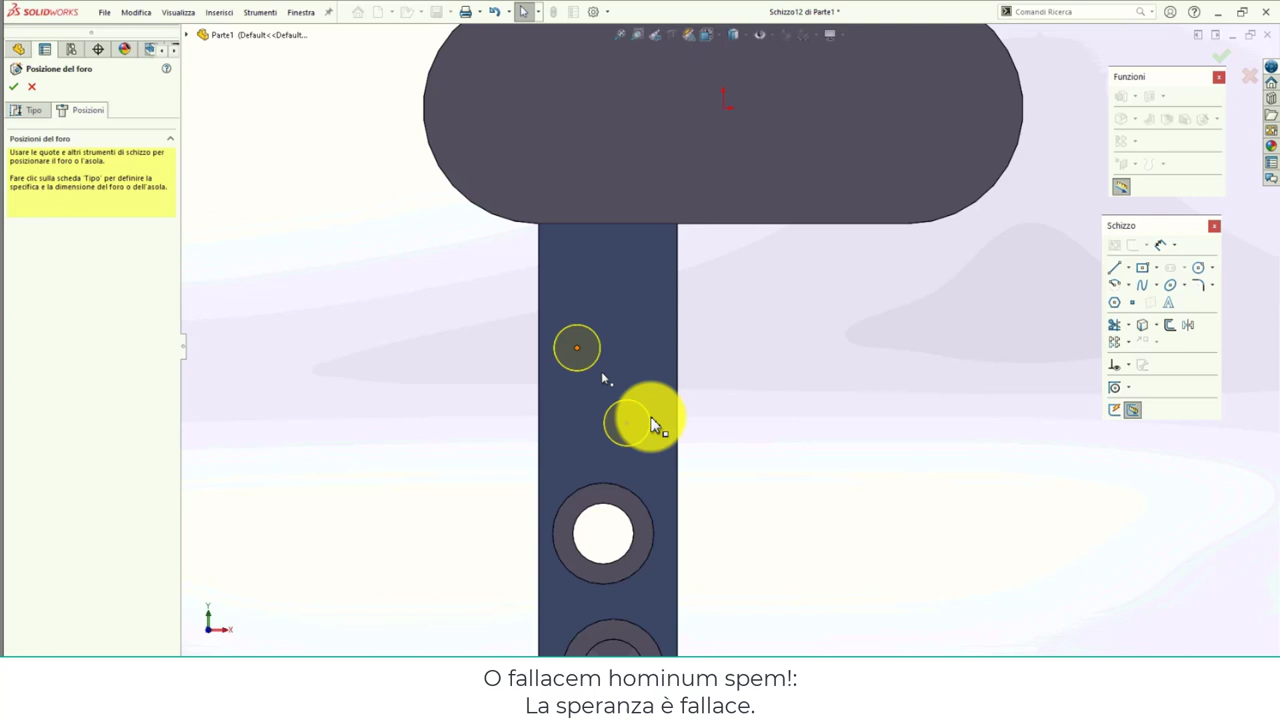 SOLIDWORKS
File
Modifica
Visualizza
Inserisci
Strumenti
Finestra
Schizzo12 di Parte1 *
Comandi Ricerca
Parte1 (Default<<Default...
Posizione del foro
Tipo
Posizioni
Posizioni del foro
Usare le quote e altri strumenti di schizzo per
posizionare il foro o l'asola.
Fare clic sulla scheda 'Tipo' per definire la
specifica e la dimensione del foro o dell'asola.
Funzioni
Schizzo
Y
X
O fallacem hominum spem!:
La speranza è fallace.